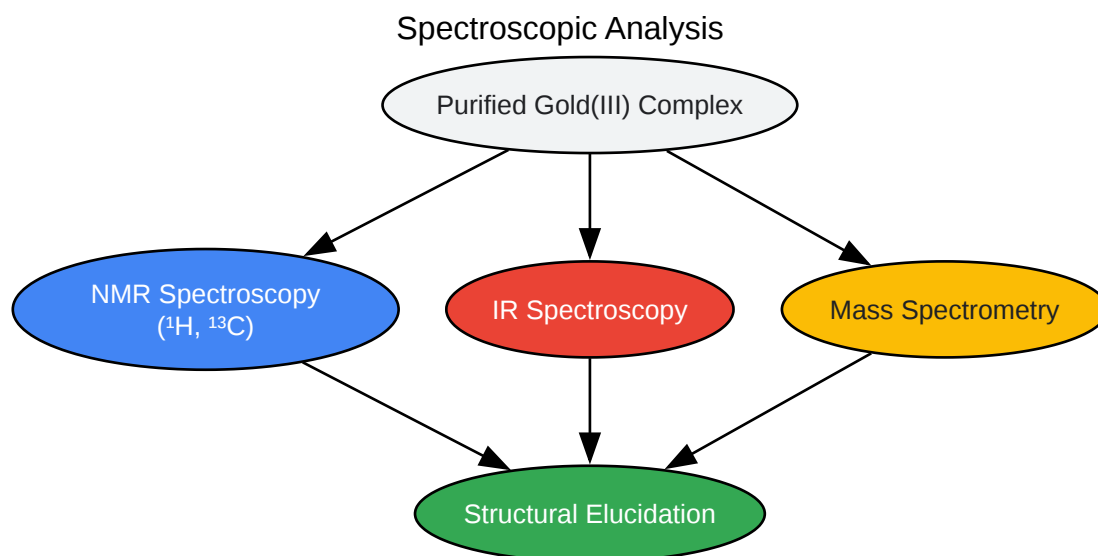 Spectroscopic Analysis
Purified Gold(III) Complex
NMR Spectroscopy
(¹H, ¹³C)
IR Spectroscopy
Mass Spectrometry
Structural Elucidation